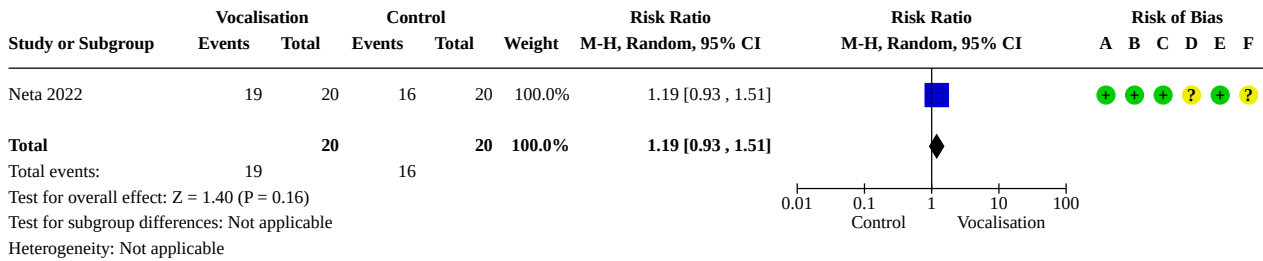 Vocalisation Control Risk Ratio Risk Ratio Risk of Bias
Study or Subgroup Events Total Events Total Weight M-H, Random, 95% CI M-H, Random, 95% CI A B C D E F
Neta 2022 19 20 16 20 100.0% 1.19 [0.93 , 1.51] + + + ? + ?
Total 20 20 100.0% 1.19 [0.93 , 1.51]
Total events: 19 16
Test for overall effect: Z = 1.40 (P = 0.16) 0.01 0.1 1 10 100
Test for subgroup differences: Not applicable Control Vocalisation
Heterogeneity: Not applicable